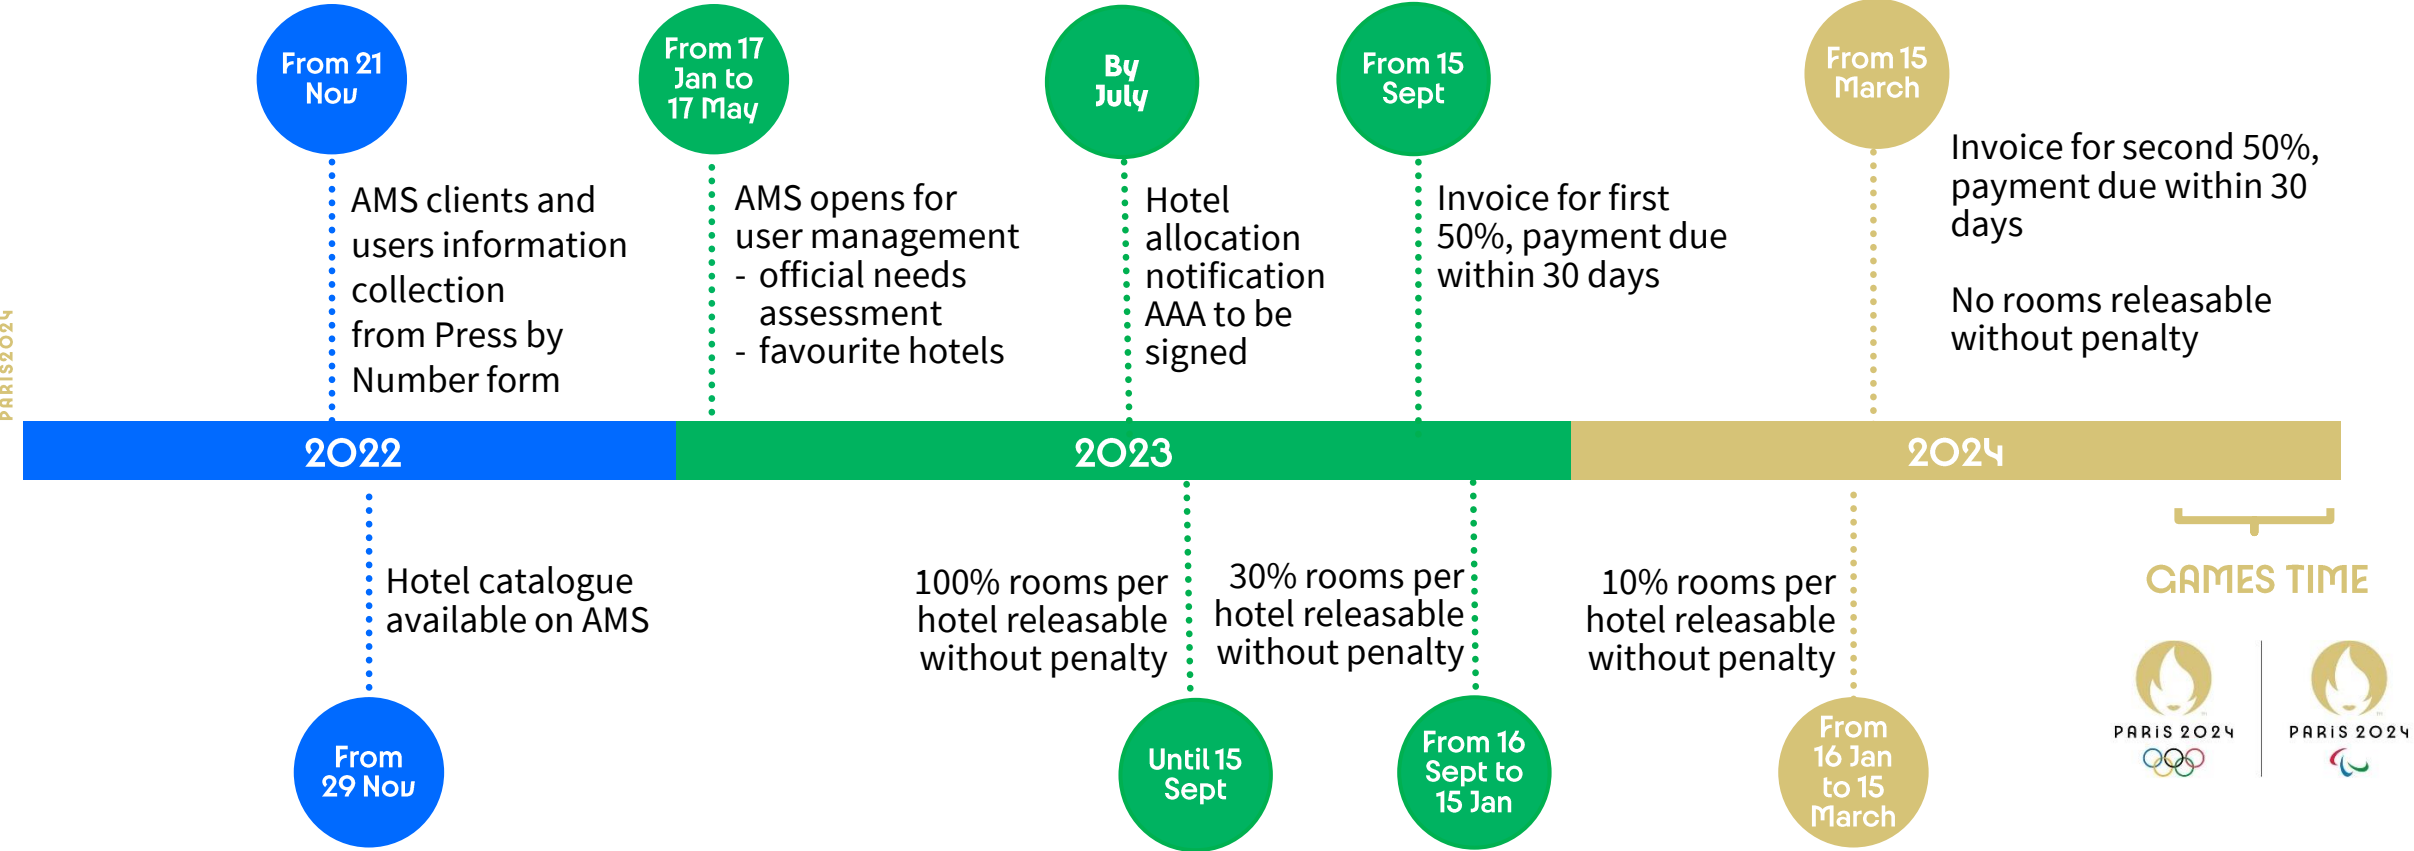 From 21
Nov
From 17
Jan to
17 May
By
July
From 15
Sept
From 15
March
AMS clients and
users information
collection
from Press by
Number form
AMS opens for
user management
- official needs
assessment
- favourite hotels
Hotel
allocation
notification
AAA to be
signed
Invoice for first
50%, payment due
within 30 days
Invoice for second 50%,
payment due within 30
days
No rooms releasable
without penalty
PARIS2024
2022
2023
2024
Hotel catalogue
available on AMS
100% rooms per
hotel releasable
without penalty
30% rooms per
hotel releasable
without penalty
10% rooms per
hotel releasable
without penalty
GAMES TIME
From
29 Nov
Until 15
Sept
From 16
Sept to
15 Jan
From
16 Jan
to 15
March
PARiS 2024
PARiS 2024